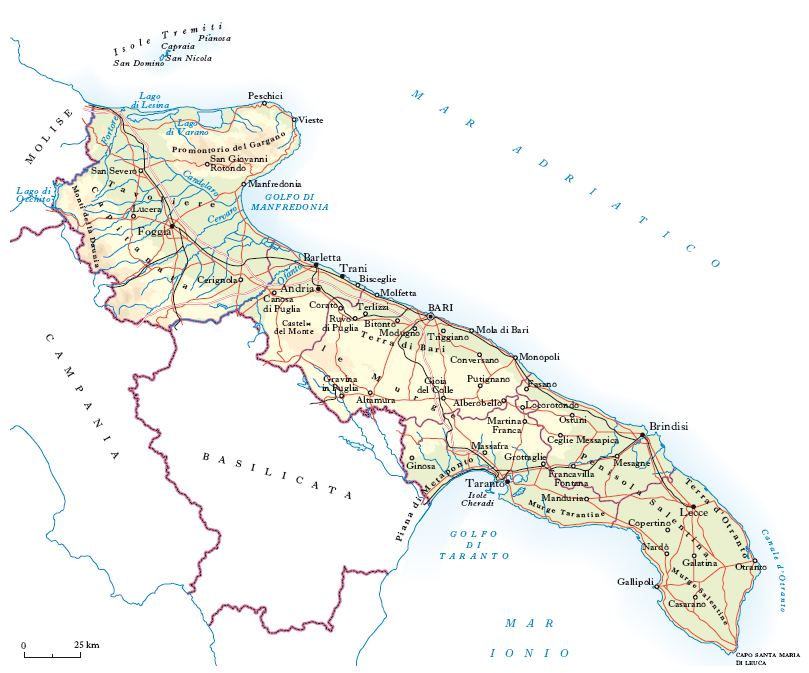 Isole Tremiti
Pianosa
Capraia
San Nicola
San Domino
MOLISE
Lago
di Lesina
Lago
di Varano
Peschici
Vieste
Fortore
Promontorio del Gargano
San Giovanni
Rotondo
San Severo
Candelaro
Manfredonia
GOLFO DI
MANFREDONIA
MAR ADRIATICO
Lago di
Occhito
Monti della Daunia
Tavoliere
Capitanata
Lucera
Cervaro
Foggia
Cerignola
Ofanto
Barletta
Trani
Bisceglie
Molfetta
Andria
Canosa
di Puglia
Corato
Terlizzi
Ruvo
di Puglia
Bitonto
Modugno
BARI
Castel
del Monte
Triggiano
Mola di Bari
Terra di Bari
Conversano
Monopoli
Murge
Gravina
in Puglia
Altamura
Gioia
del Colle
Putignano
Fasano
Alberobello
Locorotondo
Martina
Franca
Ostuni
Ceglie Messapica
Brindisi
CAMPANIA
BASILICATA
Ginosa
Massafra
Grottaglie
Francavilla
Fontana
Mesagne
Piana di Metaponto
Taranto
Isole
Cheradi
Manduria
Murge Tarantine
Penisola Salentina
Terra d'Otranto
Lecce
Copertino
Nardò
Galatina
Otranto
Canale d'Otranto
Gallipoli
Murge Salentine
Casarano
GOLFO
DI
TARANTO
MAR
IONIO
CAPO SANTA MARIA
DI LEUCA
0 25 km